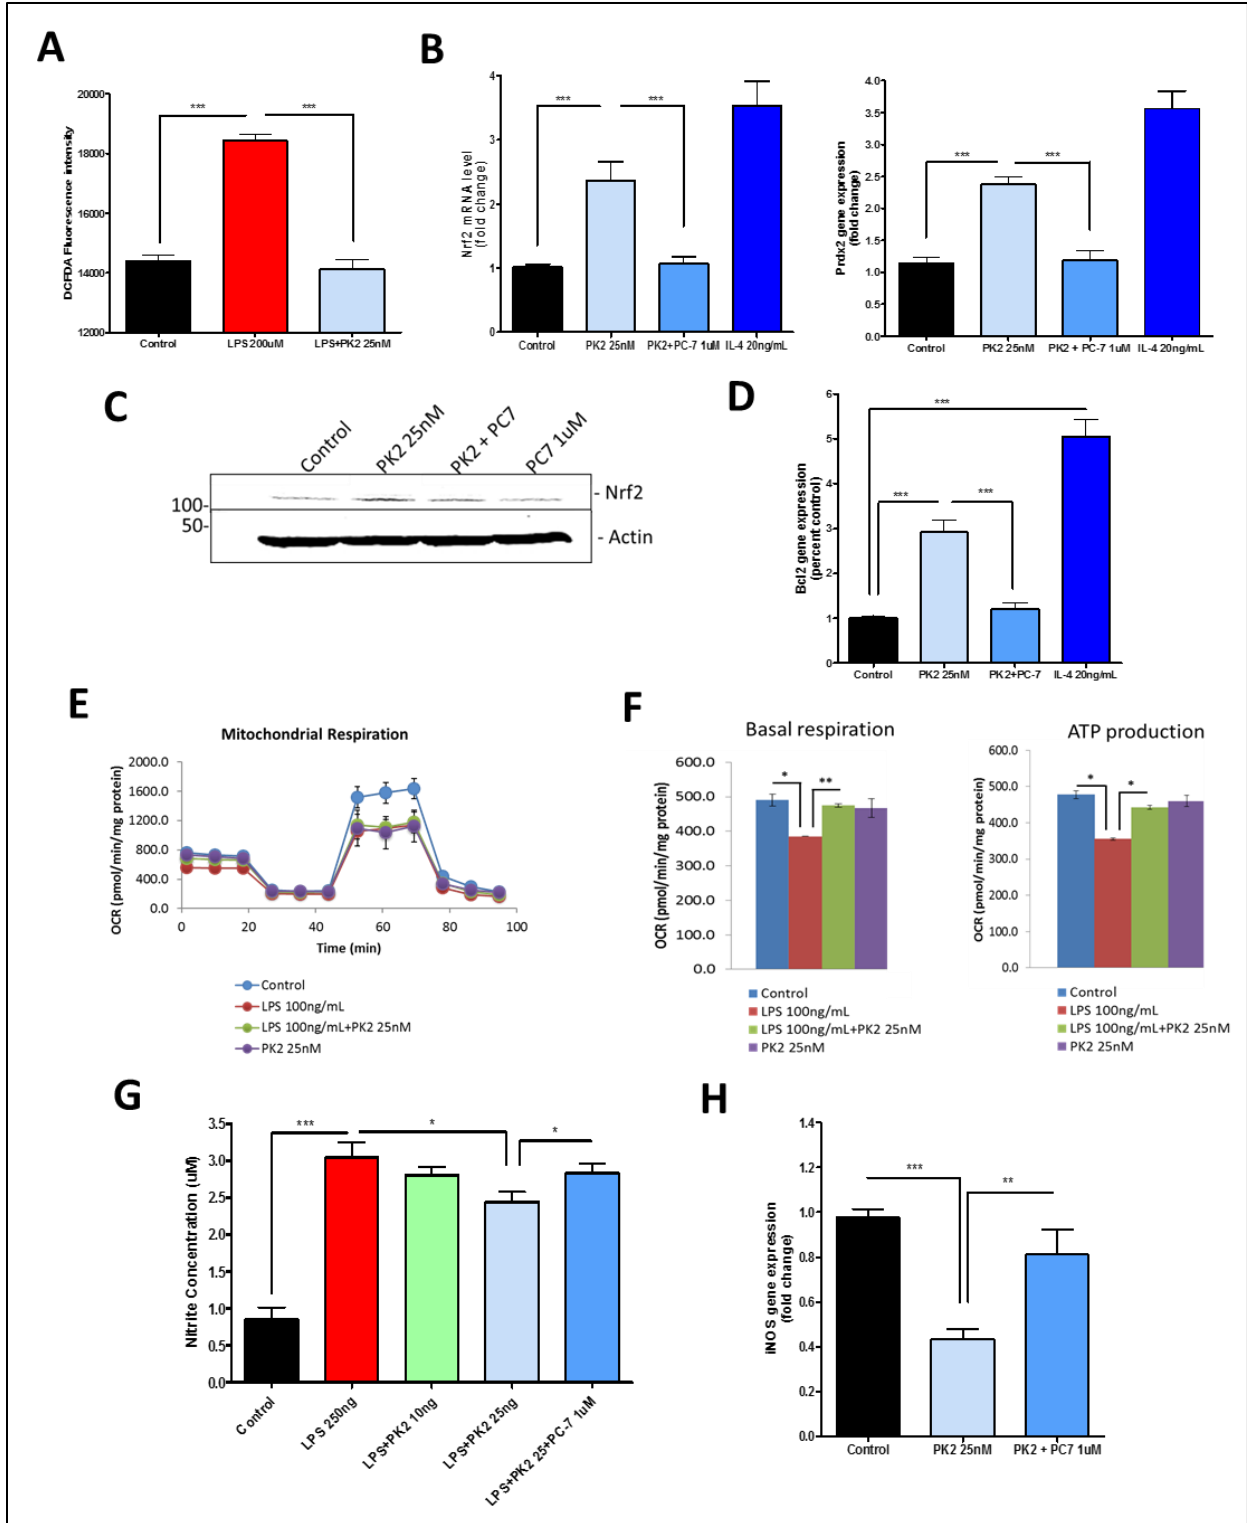 A
DCFDA Fluorescence intensity
20000
18000
16000
14000
12000
***
***
Control
LPS 200uM
LPS+PK2 25nM
B
Nrf2 mRNA level
(fold change)
4
3
2
1
0
***
***
Control
PK2 25nM
PK2+PC-7 1uM
IL-4 20ng/mL
Prdx2 gene expression
(fold change)
4.0
3.5
3.0
2.5
2.0
1.5
1.0
0.5
0.0
***
***
Control
PK2 25nM
PK2 + PC-7 1uM
IL-4 20ng/mL
C
Control
PK2 25nM
PK2 + PC7
PC7 1uM
100-
50-
- Nrf2
- Actin
D
Bcl2 gene expression
(percent control)
6
5
4
3
2
1
0
***
***
***
Control
PK2 25nM
PK2+PC-7
IL-4 20ng/mL
E
Mitochondrial Respiration
OCR (pmol/min/mg protein)
2000.0
1600.0
1200.0
800.0
400.0
0.0
0
20
40
60
80
100
Time (min)
Control
LPS 100ng/mL
LPS 100ng/mL+PK2 25nM
PK2 25nM
F
Basal respiration
OCR (pmol/min/mg protein)
600.0
500.0
400.0
300.0
200.0
100.0
0.0
*
**
Control
LPS 100ng/mL
LPS 100ng/mL+PK2 25nM
PK2 25nM
ATP production
OCR (pmol/min/mg protein)
600.0
500.0
400.0
300.0
200.0
100.0
0.0
*
*
Control
LPS 100ng/mL
LPS 100ng/mL+PK2 25nM
PK2 25nM
G
Nitrite Concentration (uM)
3.5
3.0
2.5
2.0
1.5
1.0
0.5
0.0
***
*
*
Control
LPS 250ng
LPS+PK2 10ng
LPS+PK2 25ng
LPS+PK2 25+PC-7 1uM
H
iNOS gene expression
(fold change)
1.4
1.2
1.0
0.8
0.6
0.4
0.2
0.0
***
**
Control
PK2 25nM
PK2 + PC7 1uM